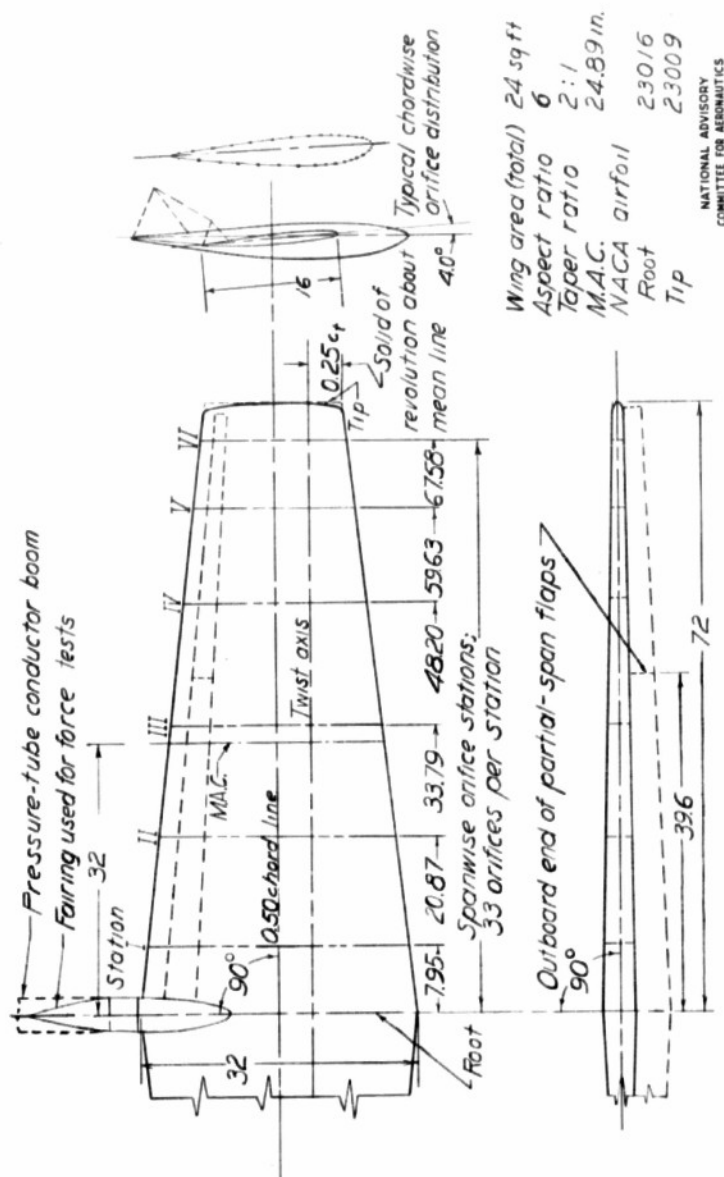 Pressure-tube conductor boom
Fairing used for force tests
32
Station
II
III
IV
V
VI
90°
0.50 chord line
M.A.C.
Twist axis
Tip
0.25 ct
Solid of
revolution about
mean line
32
Root
7.95
20.87
33.79
48.20
59.63
67.58
Spanwise orifice stations;
33 orifices per station
16
4.0°
Typical chordwise
orifice distribution
Outboard end of partial-span flaps
90°
39.6
72
Wing area (total) 24 sq ft
Aspect ratio 6
Taper ratio 2:1
M.A.C. 24.89 in.
NACA airfoil
Root 23016
Tip 23009
NATIONAL ADVISORY
COMMITTEE FOR AERONAUTICS